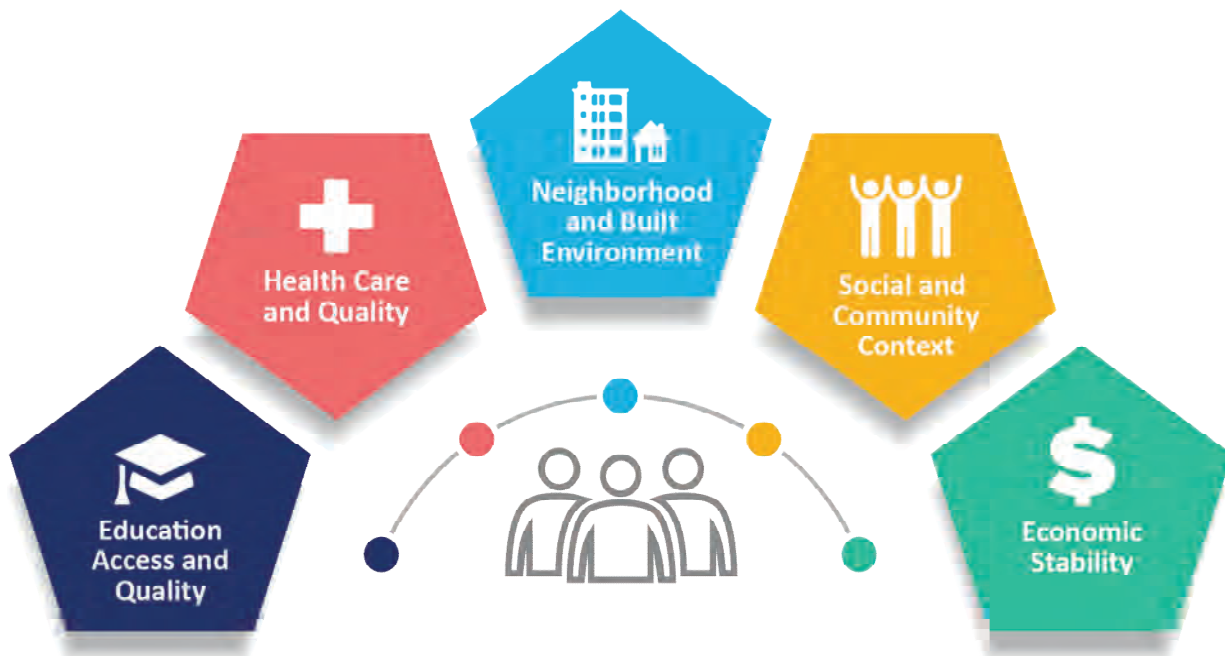 Education
Access and
Quality
Health Care
and Quality
Neighborhood
and Built
Environment
Social and
Community
Context
Economic
Stability